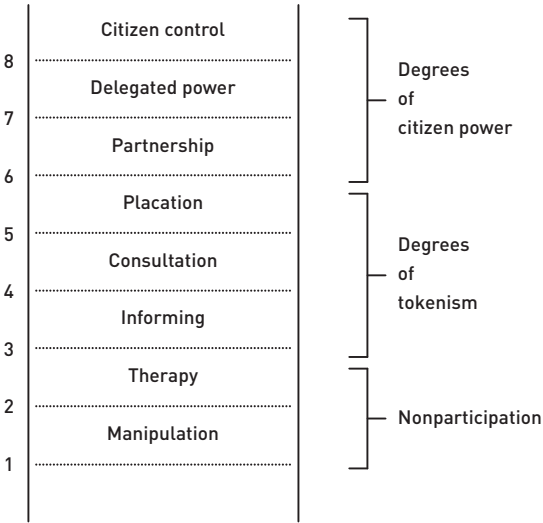 Citizen control
8
Delegated power
7
Partnership
6
Placation
5
Consultation
4
Informing
3
Therapy
2
Manipulation
1
Degrees
of
citizen power
Degrees
of
tokenism
Nonparticipation